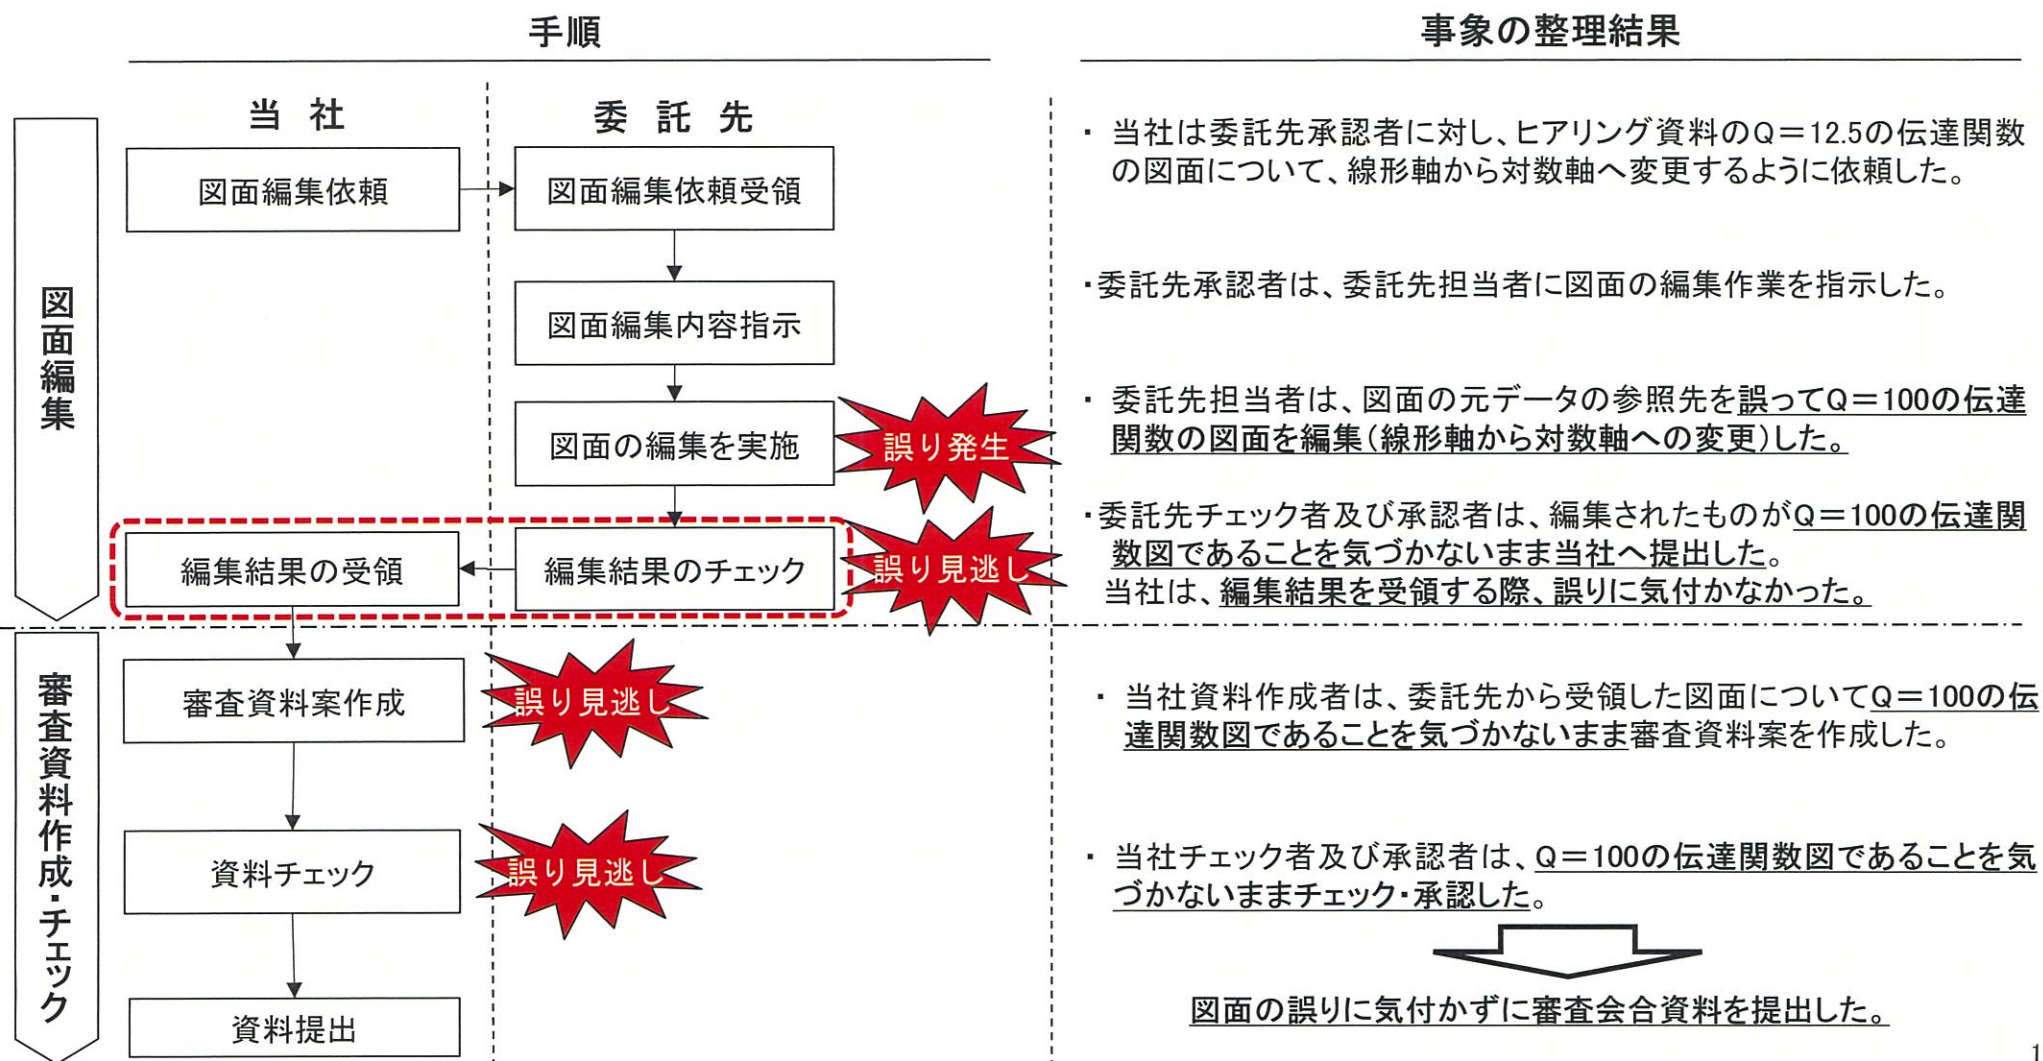 手順
事象の整理結果
当社
委託先
図面編集
図面編集依頼
図面編集依頼受領
図面編集内容指示
図面の編集を実施
誤り発生
編集結果の受領
編集結果のチェック
誤り見逃し
・ 当社は委託先承認者に対し、ヒアリング資料のQ＝12.5の伝達関数
の図面について、線形軸から対数軸へ変更するように依頼した。
・委託先承認者は、委託先担当者に図面の編集作業を指示した。
・ 委託先担当者は、図面の元データの参照先を誤ってQ＝100の伝達
関数の図面を編集（線形軸から対数軸への変更）した。
・委託先チェック者及び承認者は、編集されたものがQ＝100の伝達関
数図であることを気づかないまま当社へ提出した。
当社は、編集結果を受領する際、誤りに気付かなかった。
審査資料作成・チェック
審査資料案作成
誤り見逃し
資料チェック
誤り見逃し
資料提出
・ 当社資料作成者は、委託先から受領した図面についてQ＝100の伝
達関数図であることを気づかないまま審査資料案を作成した。
・ 当社チェック者及び承認者は、Q＝100の伝達関数図であることを気
づかないままチェック・承認した。
図面の誤りに気付かずに審査会合資料を提出した。
1